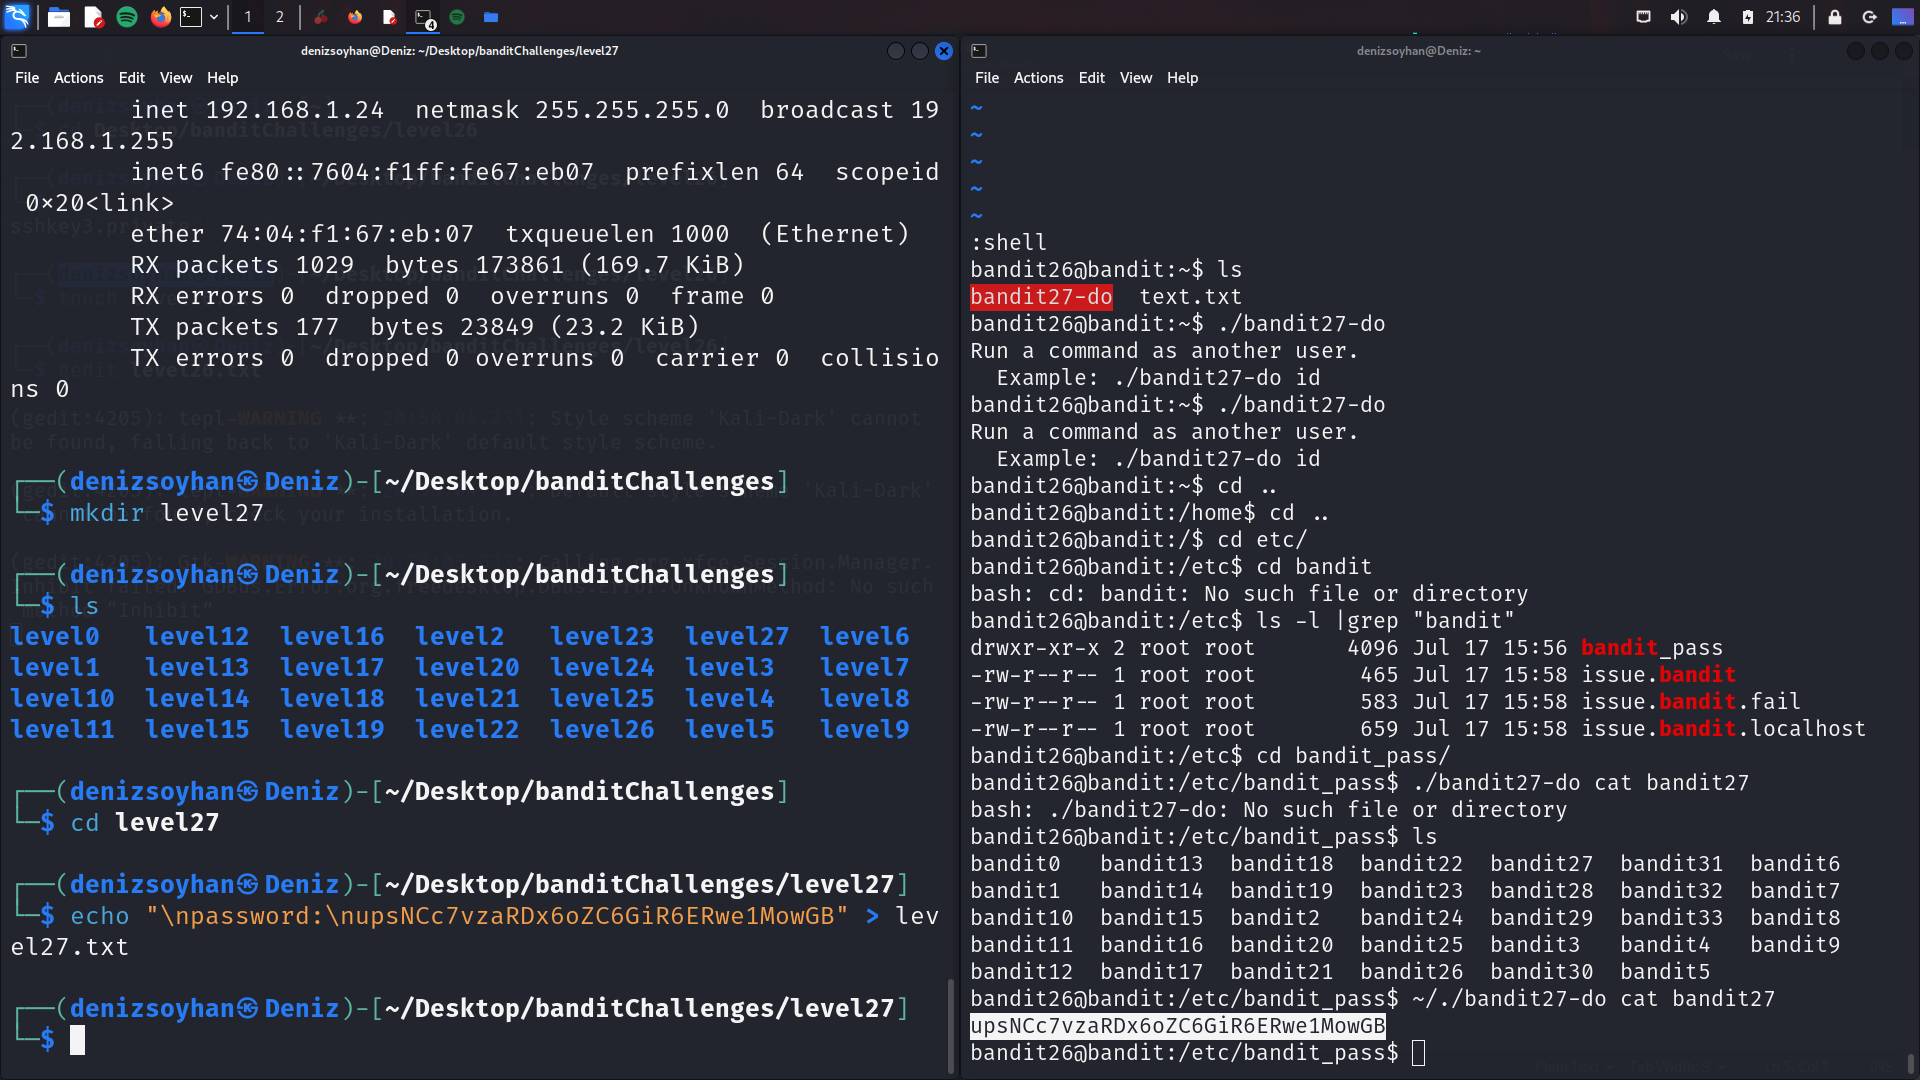 1
2
4
21:36
denizsoyhan@Deniz: ~/Desktop/banditChallenges/level27
File Actions Edit View Help
inet 192.168.1.24  netmask 255.255.255.0  broadcast 19
2.168.1.255
inet6 fe80::7604:f1ff:fe67:eb07  prefixlen 64  scopeid
0×20<link>
ether 74:04:f1:67:eb:07  txqueuelen 1000  (Ethernet)
RX packets 1029  bytes 173861 (169.7 KiB)
RX errors 0  dropped 0  overruns 0  frame 0
TX packets 177  bytes 23849 (23.2 KiB)
TX errors 0  dropped 0 overruns 0  carrier 0  collisio
ns 0
┌──(denizsoyhan㉿Deniz)-[~/Desktop/banditChallenges]
└─$ mkdir level27
┌──(denizsoyhan㉿Deniz)-[~/Desktop/banditChallenges]
└─$ ls
level0   level12  level16  level2   level23  level27  level6
level1   level13  level17  level20  level24  level3   level7
level10  level14  level18  level21  level25  level4   level8
level11  level15  level19  level22  level26  level5   level9
┌──(denizsoyhan㉿Deniz)-[~/Desktop/banditChallenges]
└─$ cd level27
┌──(denizsoyhan㉿Deniz)-[~/Desktop/banditChallenges/level27]
└─$ echo "\npassword:\nupsNCc7vzaRDx6oZC6GiR6ERwe1MowGB" > lev
el27.txt
┌──(denizsoyhan㉿Deniz)-[~/Desktop/banditChallenges/level27]
└─$
denizsoyhan@Deniz: ~
File Actions Edit View Help
~
~
~
~
~
:shell
bandit26@bandit:~$ ls
bandit27-do  text.txt
bandit26@bandit:~$ ./bandit27-do
Run a command as another user.
  Example: ./bandit27-do id
bandit26@bandit:~$ ./bandit27-do
Run a command as another user.
  Example: ./bandit27-do id
bandit26@bandit:~$ cd ..
bandit26@bandit:/home$ cd ..
bandit26@bandit:/$ cd etc/
bandit26@bandit:/etc$ cd bandit
bash: cd: bandit: No such file or directory
bandit26@bandit:/etc$ ls -l |grep "bandit"
drwxr-xr-x 2 root root       4096 Jul 17 15:56 bandit_pass
-rw-r--r-- 1 root root        465 Jul 17 15:58 issue.bandit
-rw-r--r-- 1 root root        583 Jul 17 15:58 issue.bandit.fail
-rw-r--r-- 1 root root        659 Jul 17 15:58 issue.bandit.localhost
bandit26@bandit:/etc$ cd bandit_pass/
bandit26@bandit:/etc/bandit_pass$ ./bandit27-do cat bandit27
bash: ./bandit27-do: No such file or directory
bandit26@bandit:/etc/bandit_pass$ ls
bandit0   bandit13  bandit18  bandit22  bandit27  bandit31  bandit6
bandit1   bandit14  bandit19  bandit23  bandit28  bandit32  bandit7
bandit10  bandit15  bandit2   bandit24  bandit29  bandit33  bandit8
bandit11  bandit16  bandit20  bandit25  bandit3   bandit4   bandit9
bandit12  bandit17  bandit21  bandit26  bandit30  bandit5
bandit26@bandit:/etc/bandit_pass$ ~/./bandit27-do cat bandit27
upsNCc7vzaRDx6oZC6GiR6ERwe1MowGB
bandit26@bandit:/etc/bandit_pass$